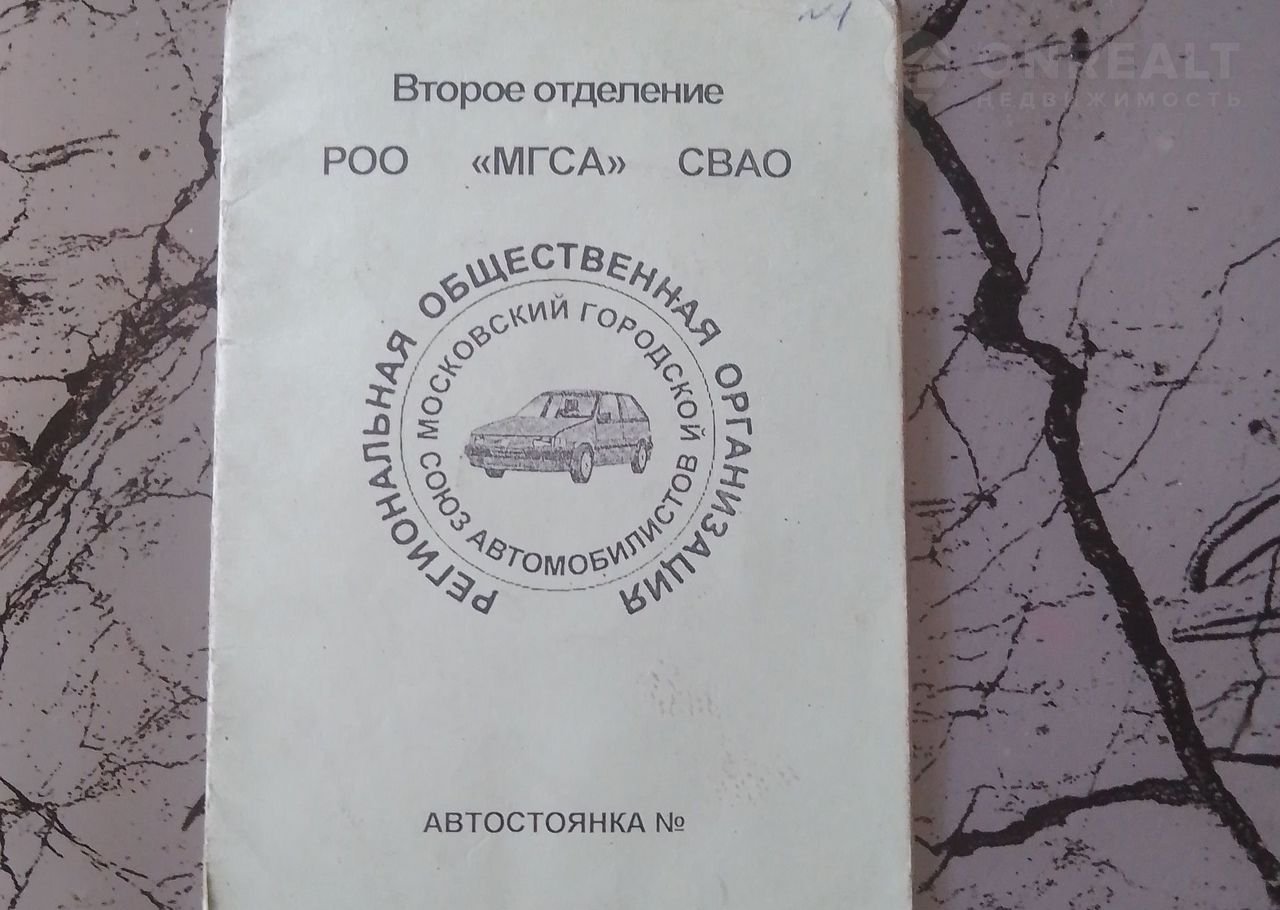 Второе отделение
РОО «МГСА» СВАО
РЕГИОНАЛЬНАЯ ОБЩЕСТВЕННАЯ ОРГАНИЗАЦИЯ
МОСКОВСКИЙ ГОРОДСКОЙ СОЮЗ АВТОМОБИЛИСТОВ
АВТОСТОЯНКА №
ONREALT
НЕДВИЖИМОСТЬ